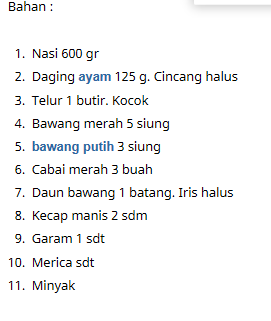 Bahan :
1. Nasi 600 gr
2. Daging ayam 125 g. Cincang halus
3. Telur 1 butir. Kocok
4. Bawang merah 5 siung
5. bawang putih 3 siung
6. Cabai merah 3 buah
7. Daun bawang 1 batang. Iris halus
8. Kecap manis 2 sdm
9. Garam 1 sdt
10. Merica sdt
11. Minyak